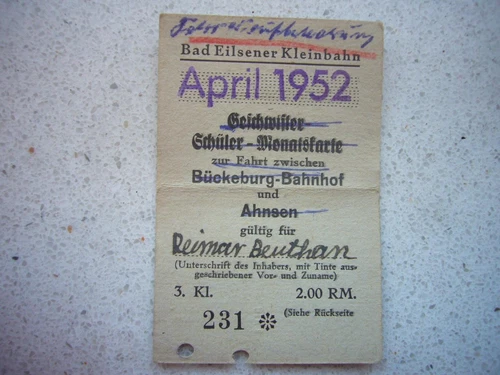 Bad Eilsener Kleinbahn
April 1952
Geschwister
Schüler-Monatskarte
zur Fahrt zwischen
Bückeburg-Bahnhof
und
Ahnsen
gültig für
Reimar Beuthan
(Unterschrift des Inhabers, mit Tinte aus-
geschriebener Vor- und Zuname)
3. Kl. 2.00 RM.
231 (Siehe Rückseite